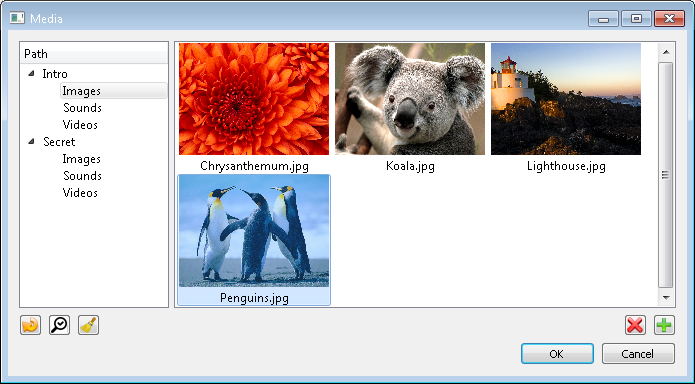 Media
Path
Intro
Images
Sounds
Videos
Secret
Images
Sounds
Videos
Chrysanthemum.jpg
Koala.jpg
Lighthouse.jpg
Penguins.jpg
OK
Cancel